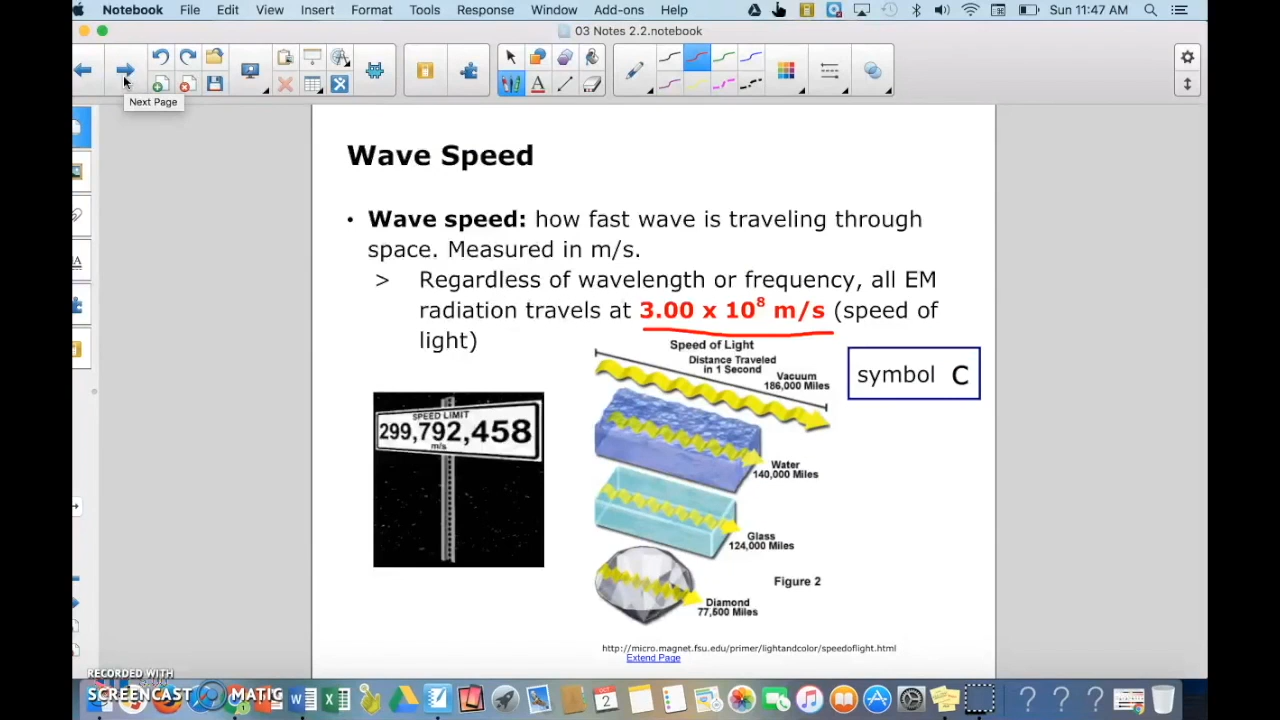 Notebook File Edit View Insert Format Tools Response Window Add-ons Help Sun 11:47 AM
03 Notes 2.2.notebook
Next Page
Wave Speed
• Wave speed: how fast wave is traveling through
space. Measured in m/s.
> Regardless of wavelength or frequency, all EM
radiation travels at 3.00 x 10⁸ m/s (speed of
light)
symbol C
SPEED LIMIT
299,792,458
m/s
Speed of Light
Distance Traveled
in 1 Second
Vacuum
186,000 Miles
Water
140,000 Miles
Glass
124,000 Miles
Figure 2
Diamond
77,500 Miles
http://micro.magnet.fsu.edu/primer/lightandcolor/speedoflight.html
Extend Page
RECORDED WITH
SCREENCAST MATIC
OCT
2